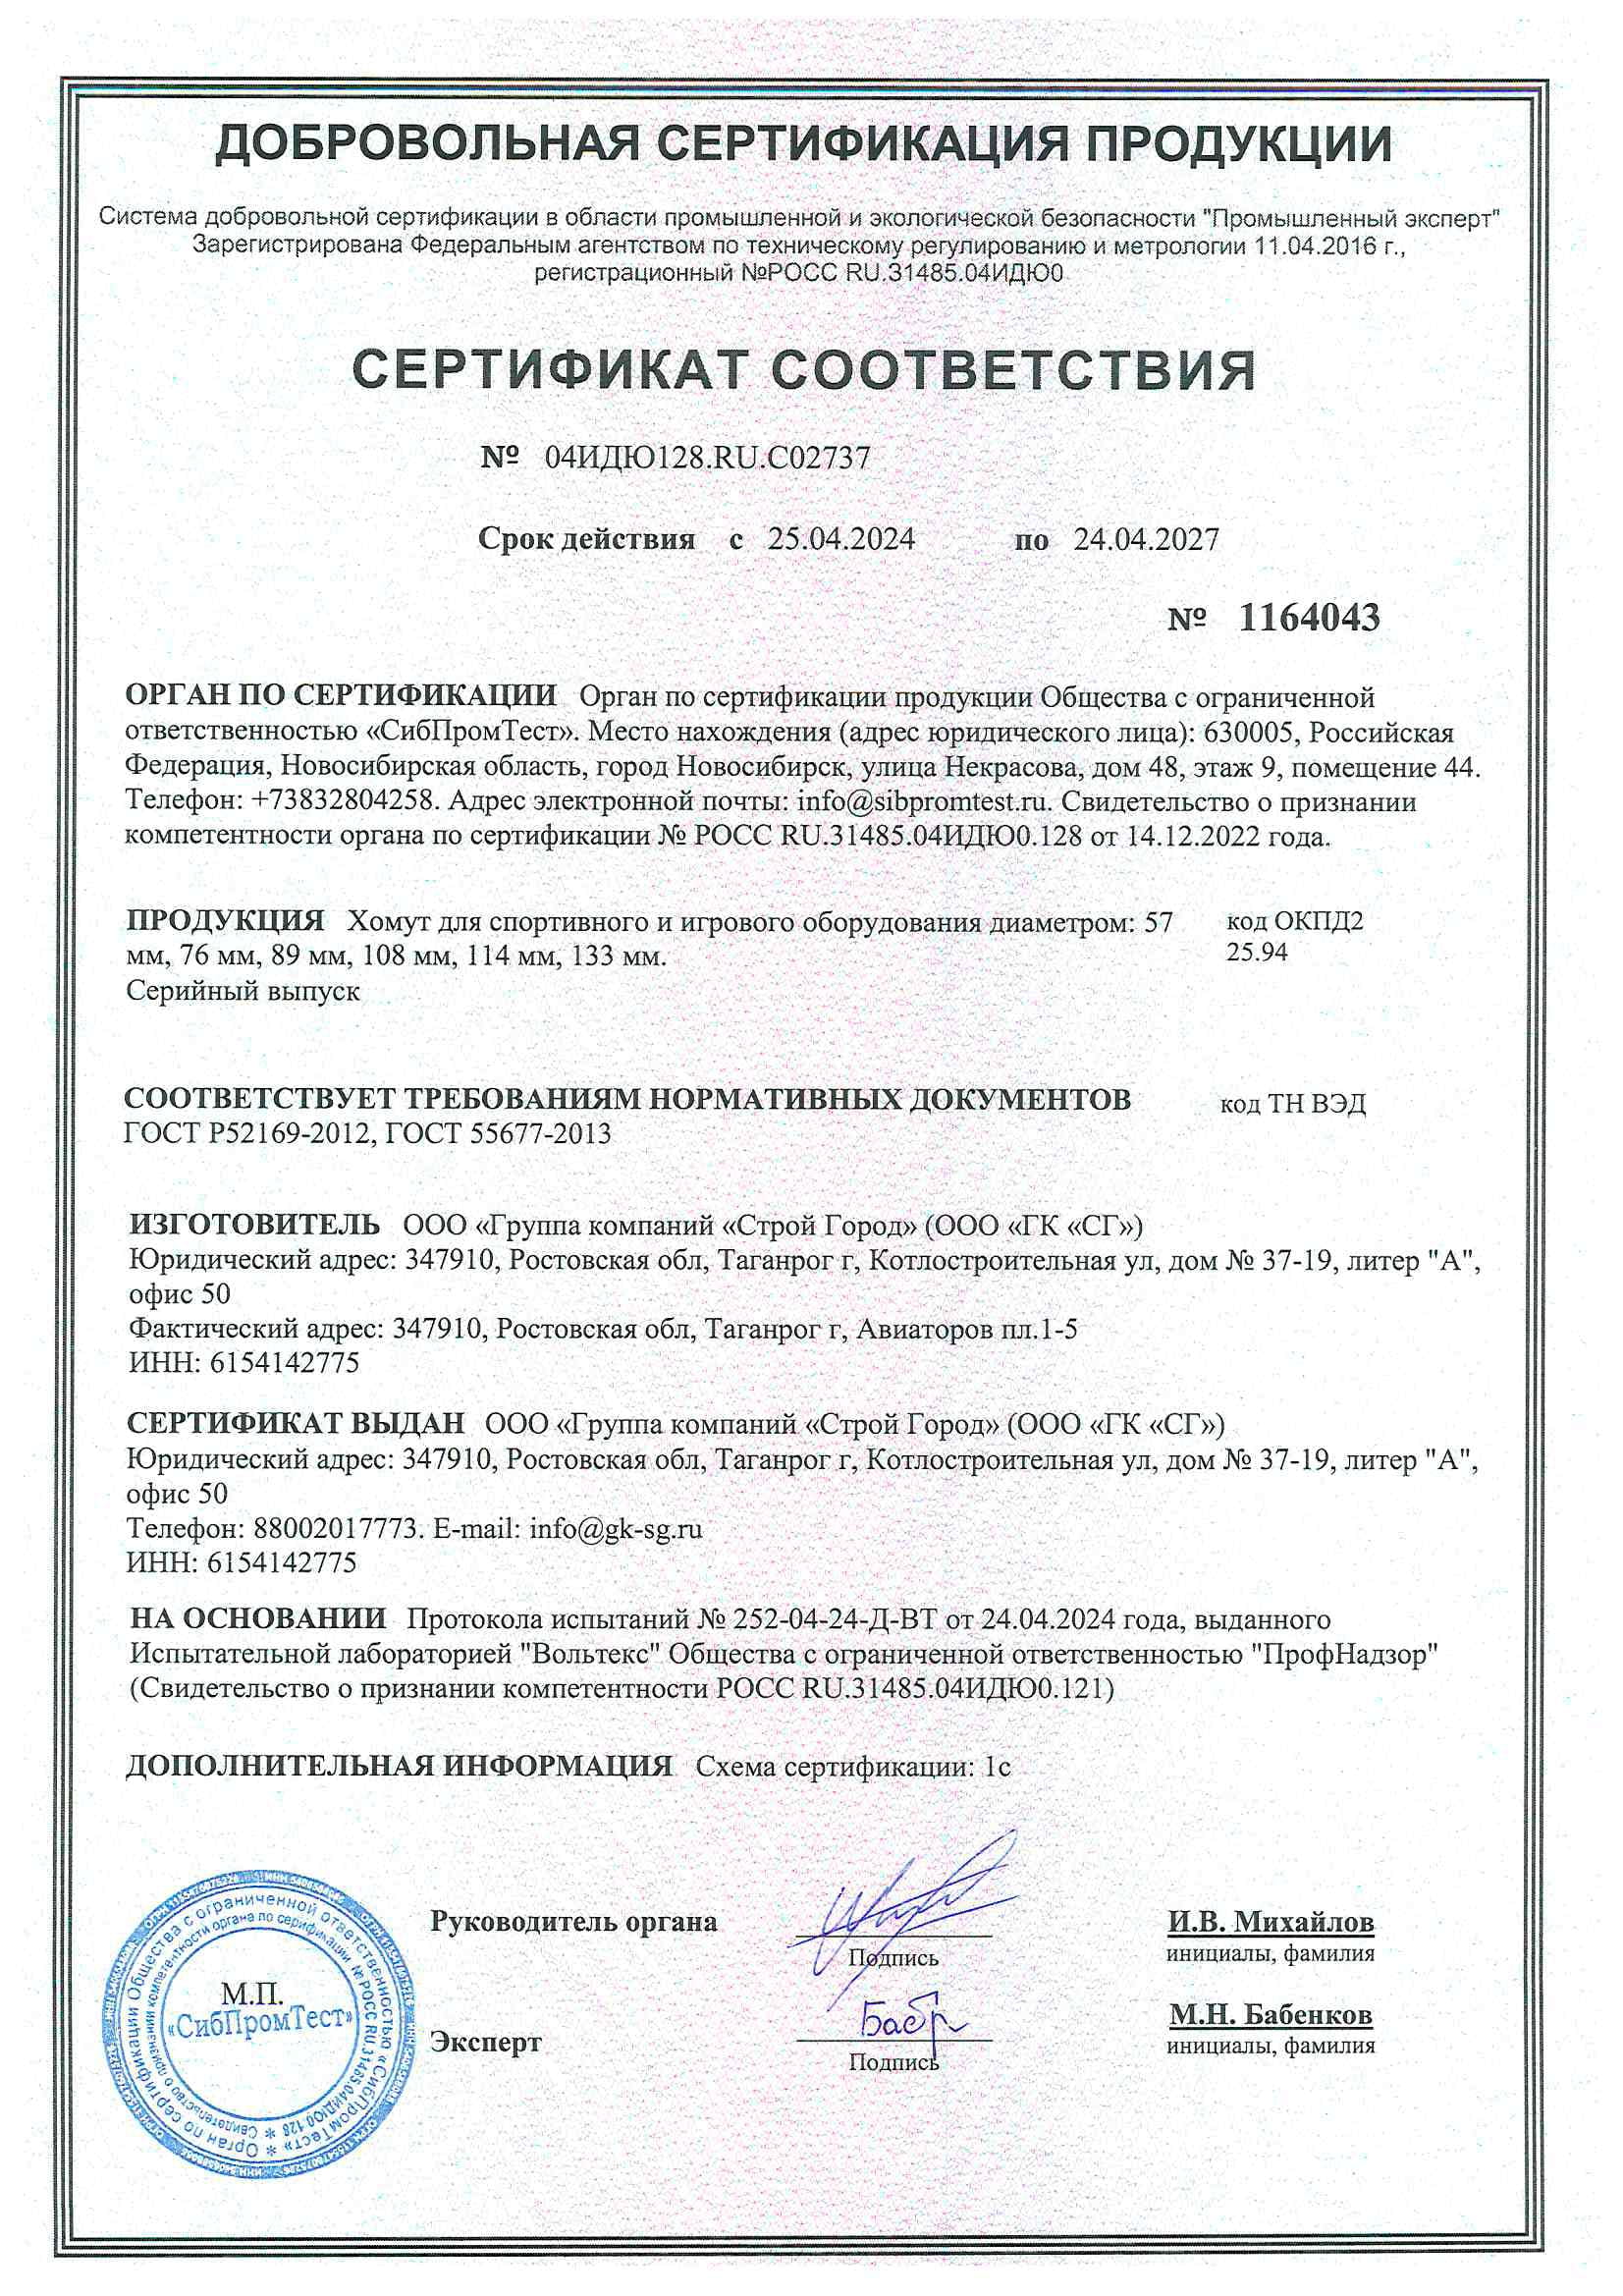 ДОБРОВОЛЬНАЯ СЕРТИФИКАЦИЯ ПРОДУКЦИИ
Система добровольной сертификации в области промышленной и экологической безопасности "Промышленный эксперт"
Зарегистрирована Федеральным агентством по техническому регулированию и метрологии 11.04.2016 г.,
регистрационный №РОСС RU.31485.04ИДЮ0
СЕРТИФИКАТ СООТВЕТСТВИЯ
№ 04ИДЮ128.RU.C02737
Срок действия с 25.04.2024 по 24.04.2027
№ 1164043
ОРГАН ПО СЕРТИФИКАЦИИ Орган по сертификации продукции Общества с ограниченной
ответственностью «СибПромТест». Место нахождения (адрес юридического лица): 630005, Российская
Федерация, Новосибирская область, город Новосибирск, улица Некрасова, дом 48, этаж 9, помещение 44.
Телефон: +73832804258. Адрес электронной почты: info@sibpromtest.ru. Свидетельство о признании
компетентности органа по сертификации № РОСС RU.31485.04ИДЮ0.128 от 14.12.2022 года.
ПРОДУКЦИЯ Хомут для спортивного и игрового оборудования диаметром: 57
мм, 76 мм, 89 мм, 108 мм, 114 мм, 133 мм.
Серийный выпуск
код ОКПД2
25.94
СООТВЕТСТВУЕТ ТРЕБОВАНИЯМ НОРМАТИВНЫХ ДОКУМЕНТОВ
ГОСТ Р52169-2012, ГОСТ 55677-2013
код ТН ВЭД
ИЗГОТОВИТЕЛЬ ООО «Группа компаний «Строй Город» (ООО «ГК «СГ»)
Юридический адрес: 347910, Ростовская обл, Таганрог г, Котлостроительная ул, дом № 37-19, литер "А",
офис 50
Фактический адрес: 347910, Ростовская обл, Таганрог г, Авиаторов пл.1-5
ИНН: 6154142775
СЕРТИФИКАТ ВЫДАН ООО «Группа компаний «Строй Город» (ООО «ГК «СГ»)
Юридический адрес: 347910, Ростовская обл, Таганрог г, Котлостроительная ул, дом № 37-19, литер "А",
офис 50
Телефон: 88002017773. E-mail: info@gk-sg.ru
ИНН: 6154142775
НА ОСНОВАНИИ Протокола испытаний № 252-04-24-Д-ВТ от 24.04.2024 года, выданного
Испытательной лабораторией "Вольтекс" Общества с ограниченной ответственностью "ПрофНадзор"
(Свидетельство о признании компетентности РОСС RU.31485.04ИДЮ0.121)
ДОПОЛНИТЕЛЬНАЯ ИНФОРМАЦИЯ Схема сертификации: 1с
Руководитель органа
Подпись
И.В. Михайлов
инициалы, фамилия
М.П.
«СибПромТест»
Орган по сертификации Общества с ограниченной ответственностью «СибПромТест» *
Свидетельство о признании компетентности органа по серификации № РОСС RU.31485.04ИДЮ0.128 *
Эксперт
Подпись
М.Н. Бабенков
инициалы, фамилия